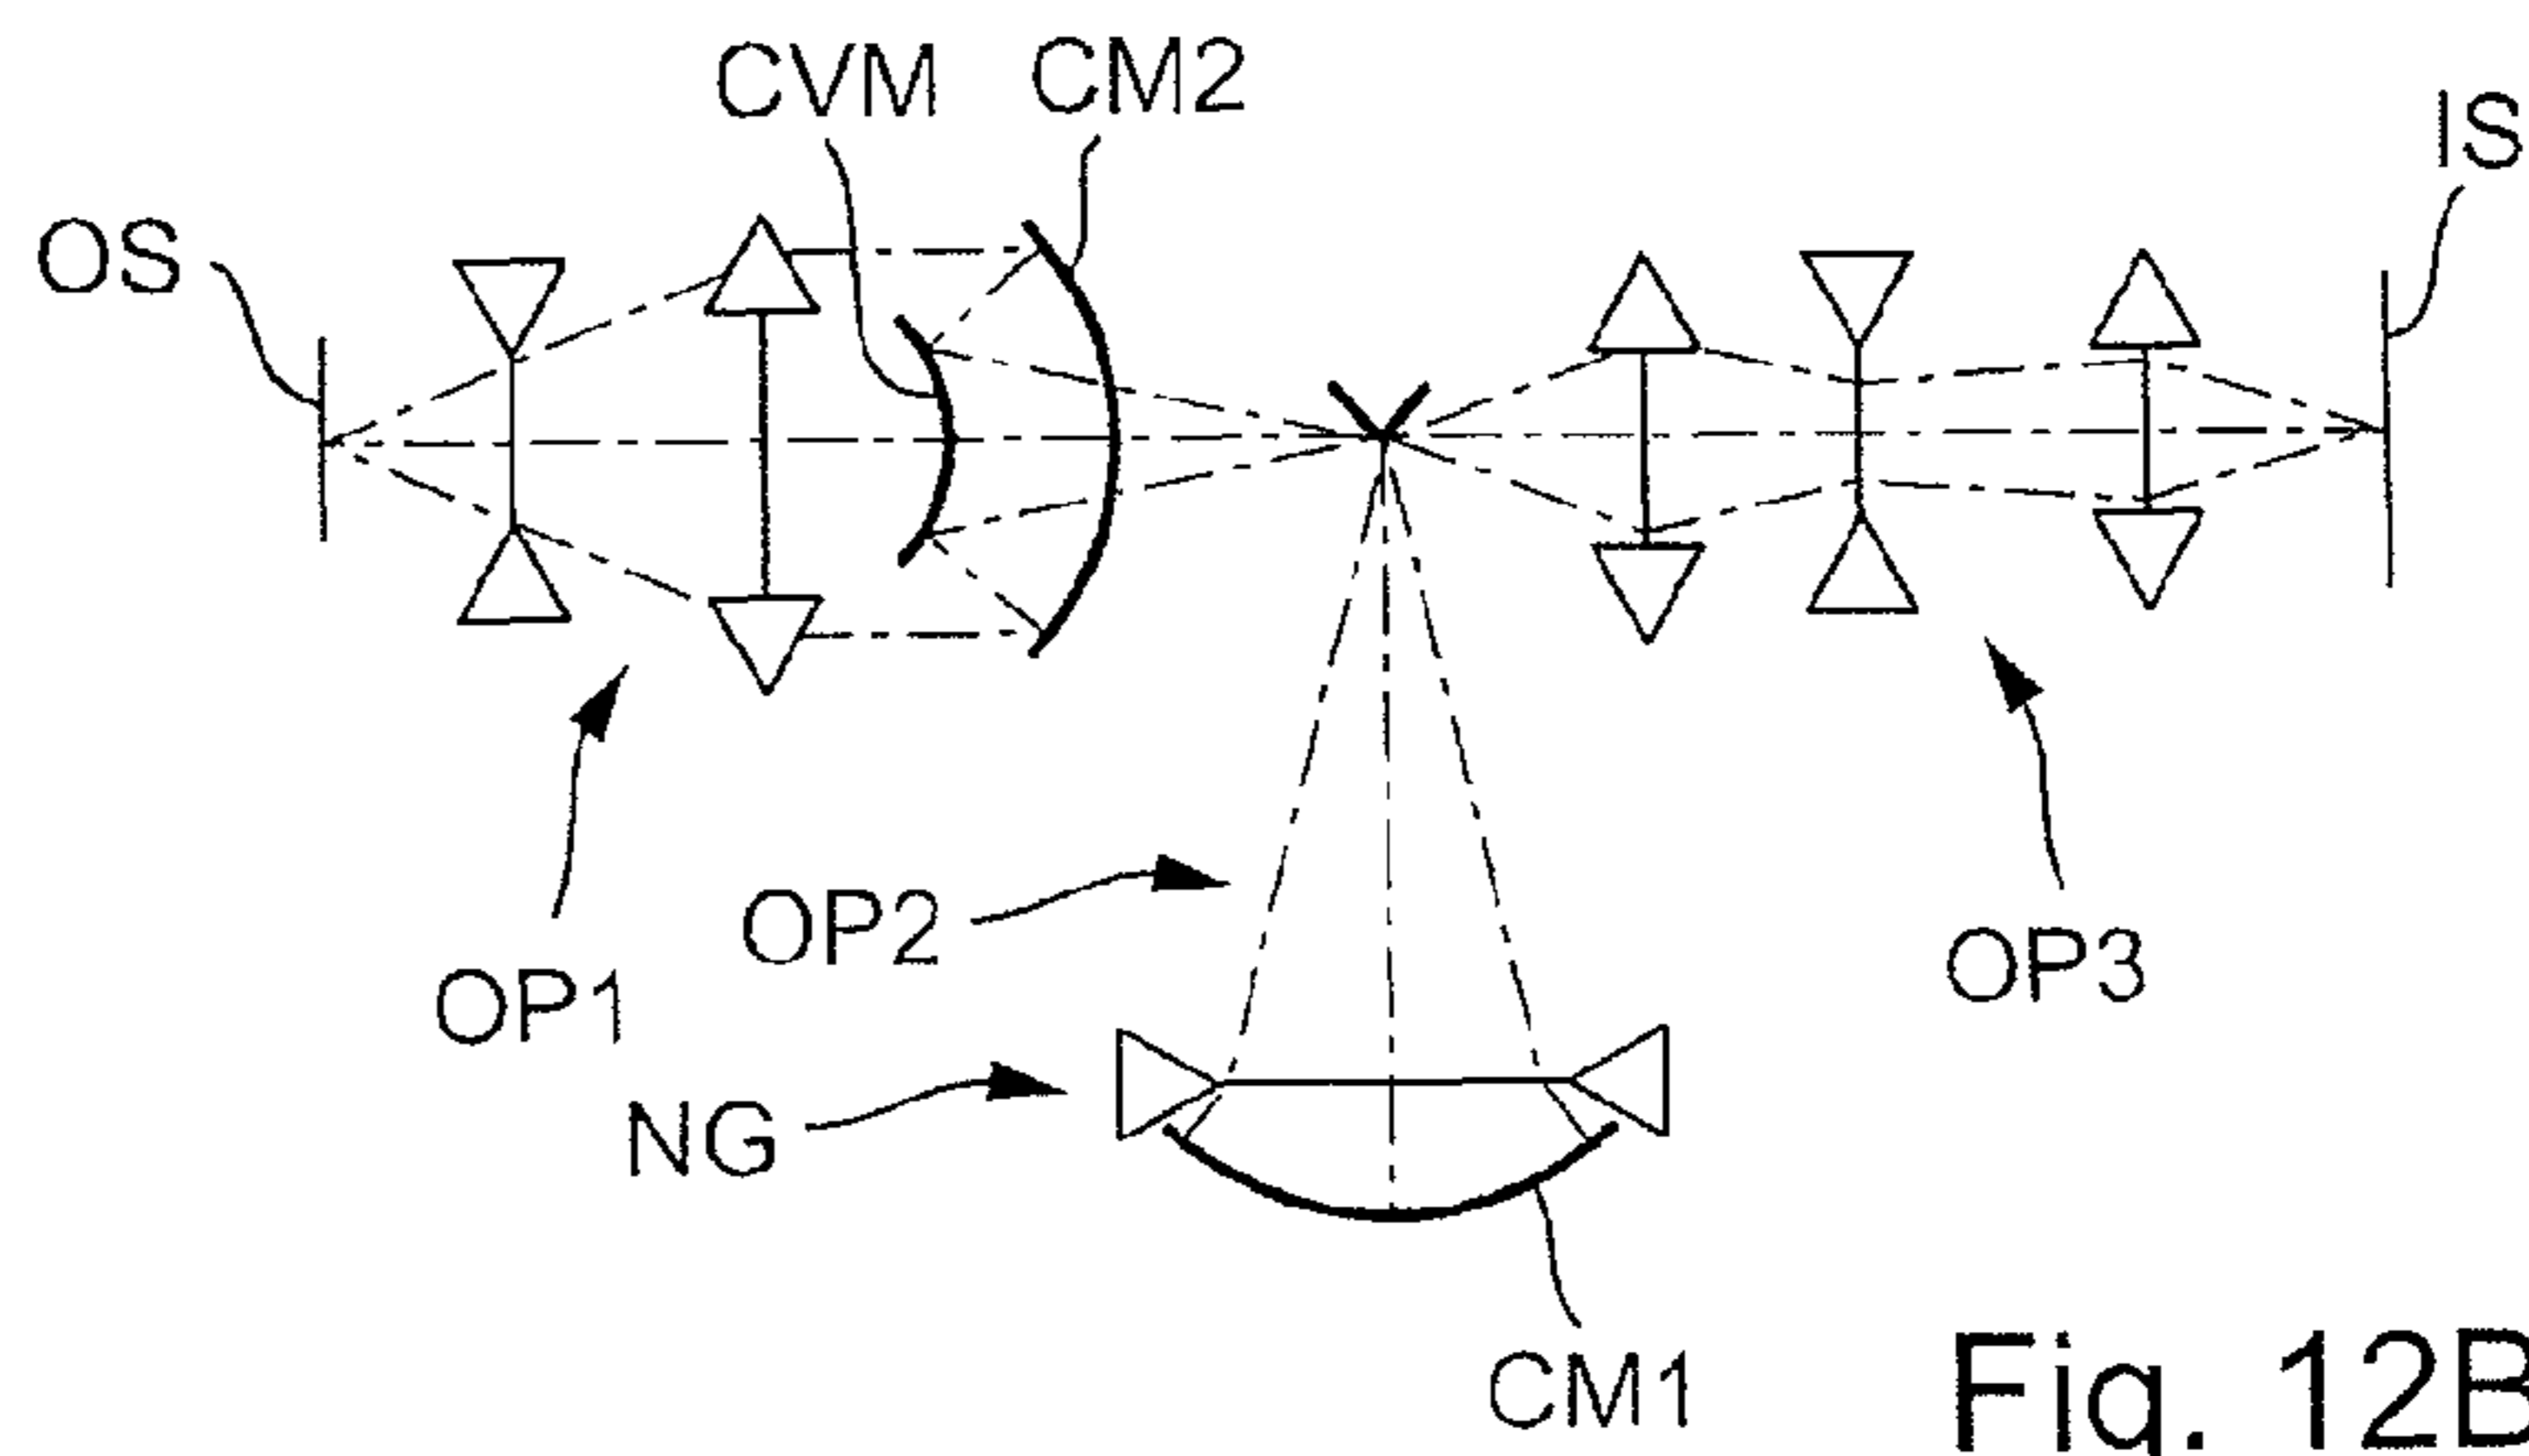 CVM CM2
IS
OS
OP2
OP3
OP1
NG
CM1
Fig. 12B